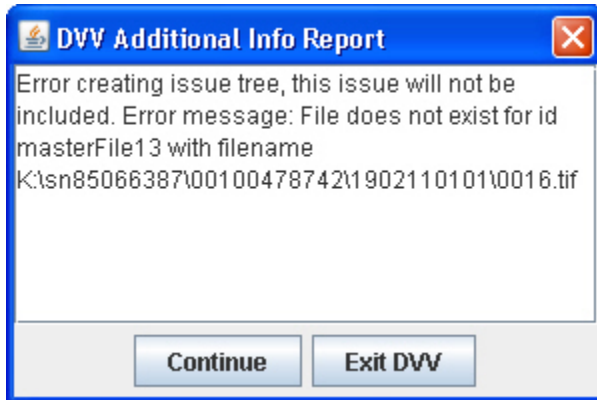 DVV Additional Info Report
Error creating issue tree, this issue will not be
included. Error message: File does not exist for id
masterFile13 with filename
K:\sn85066387\00100478742\1902110101\0016.tif
Continue Exit DVV